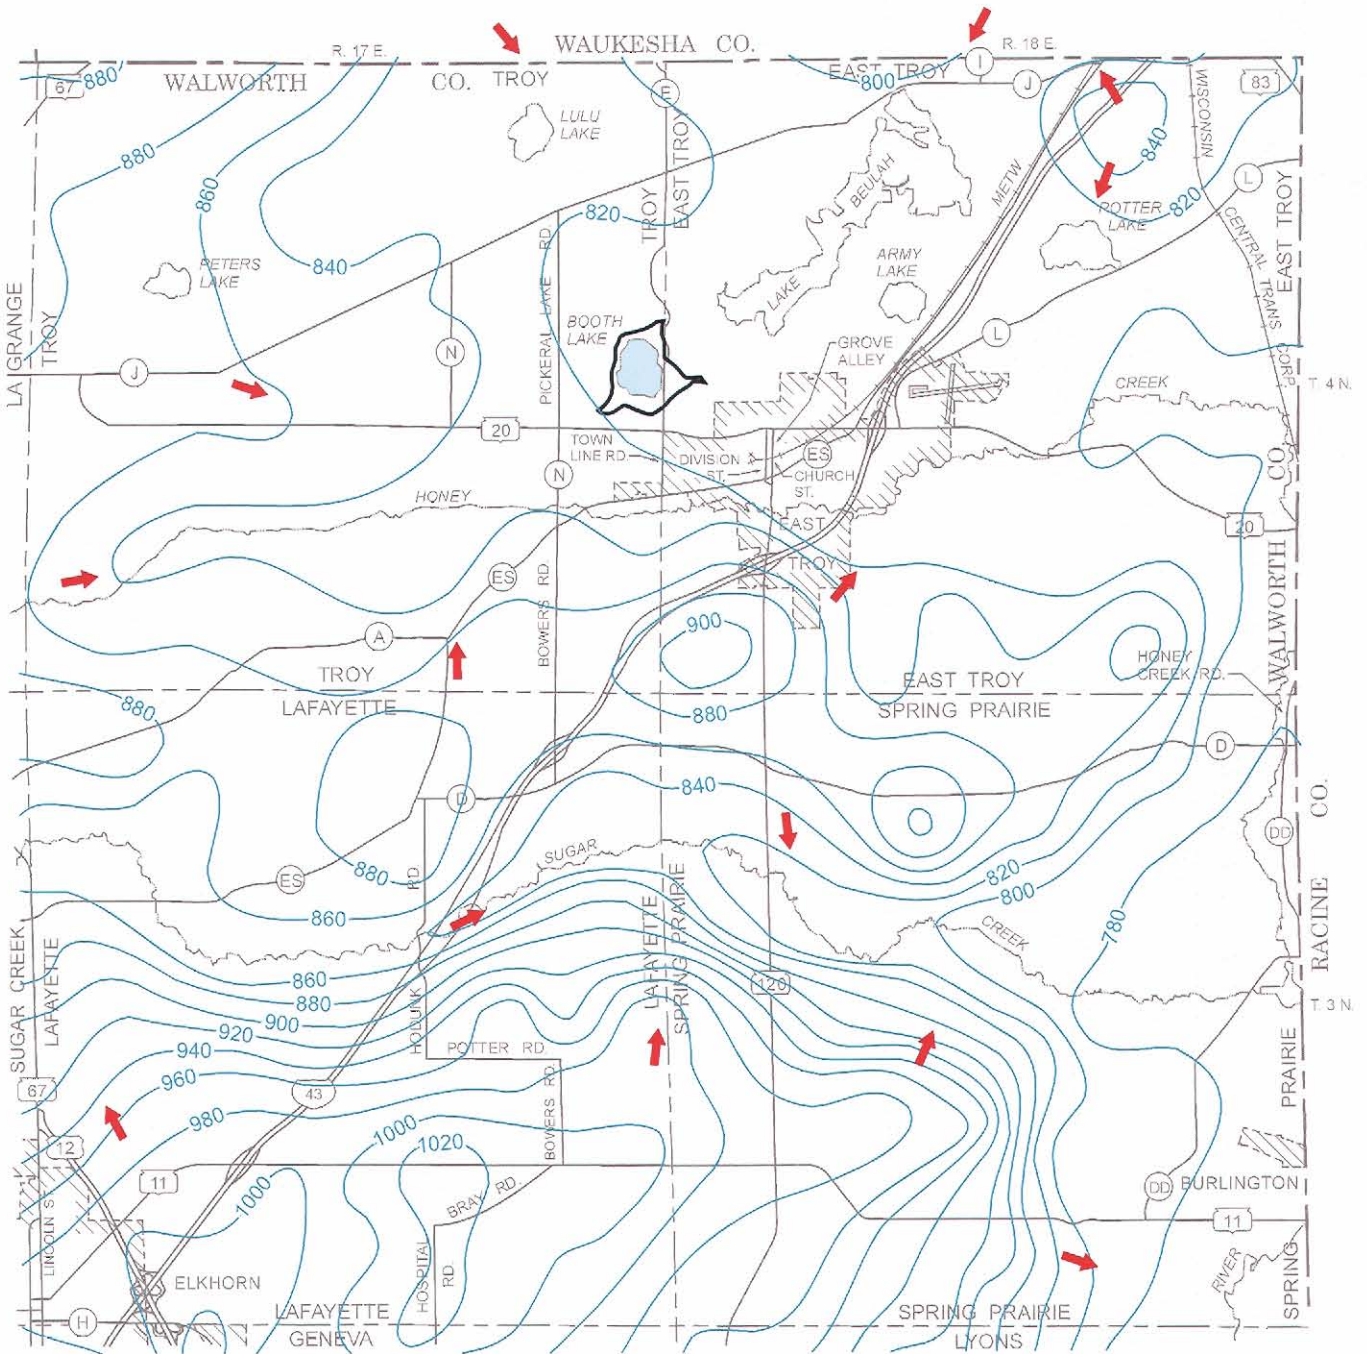 R. 17 E.
WAUKESHA CO.
R. 18 E.
WALWORTH CO.
TROY
EAST TROY
I
J
67
880
E
800
83
LULU
LAKE
WISCONSIN
880
860
EAST TROY
TROY
820
BEULAH
LAKE
METW
840
L
POTTER
LAKE
820
CENTRAL TRANS CORP.
EAST TROY
840
PETERS
LAKE
PICKERAL LAKE RD.
ARMY
LAKE
LA GRANGE
TROY
BOOTH
LAKE
GROVE
ALLEY
L
N
J
CREEK
T. 4 N.
20
TOWN
LINE RD.
DIVISION
ST.
ES
CHURCH
ST.
N
HONEY
EAST
TROY
20
WALWORTH CO.
ES
BOWERS RD.
900
A
HONEY
CREEK RD.
TROY
LAFAYETTE
EAST TROY
SPRING PRAIRIE
880
880
D
840
D
DD
SUGAR
880
RD
820
800
ES
860
780
CREEK
RACINE CO.
SUGAR CREEK
LAFAYETTE
LAFAYETTE
SPRING PRAIRIE
860
880
900
920
940
960
980
120
HODUNK
POTTER RD.
BOWERS RD.
T. 3 N.
67
43
12
1000
1020
11
1000
BRAY RD.
DD
BURLINGTON
11
LINCOLN ST.
HOSPITAL
RD.
ELKHORN
H
LAFAYETTE
GENEVA
SPRING PRAIRIE
LYONS
RIVER
SPRING PRAIRIE